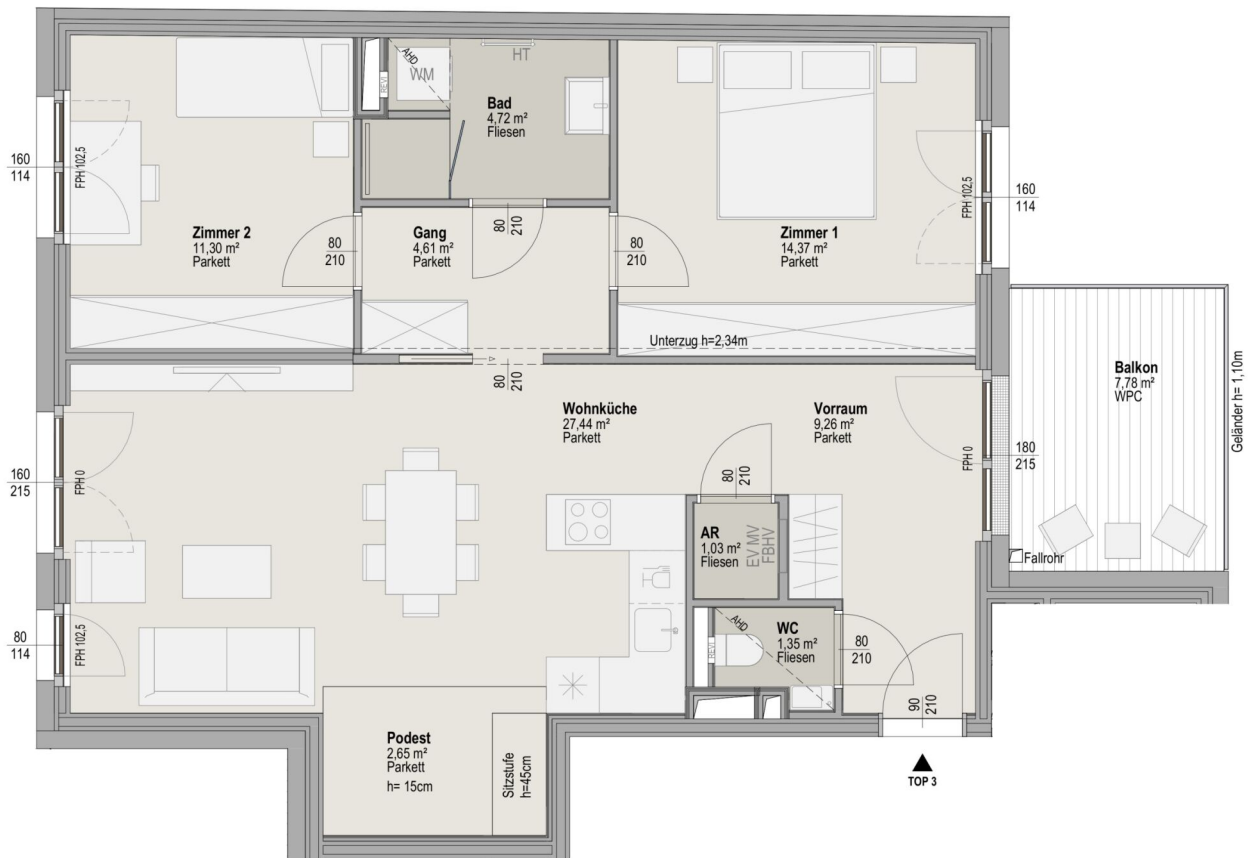 AHD
WM
REVI
HT
Bad
4,72 m²
Fliesen
160
114
FPH 102,5
Zimmer 2
11,30 m²
Parkett
80
210
Gang
4,61 m²
Parkett
80
210
80
210
Zimmer 1
14,37 m²
Parkett
FPH 102,5
160
114
Unterzug h=2,34m
80
210
Balkon
7,78 m²
WPC
Geländer h= 1,10m
Fallrohr
Wohnküche
27,44 m²
Parkett
Vorraum
9,26 m²
Parkett
FPH 0
180
215
160
215
FPH 0
80
210
AR
1,03 m²
Fliesen
EV MV
FBHV
80
114
FPH 102,5
AHD
REVI
WC
1,35 m²
Fliesen
80
210
90
210
Podest
2,65 m²
Parkett
h= 15cm
Sitzstufe
h=45cm
TOP 3